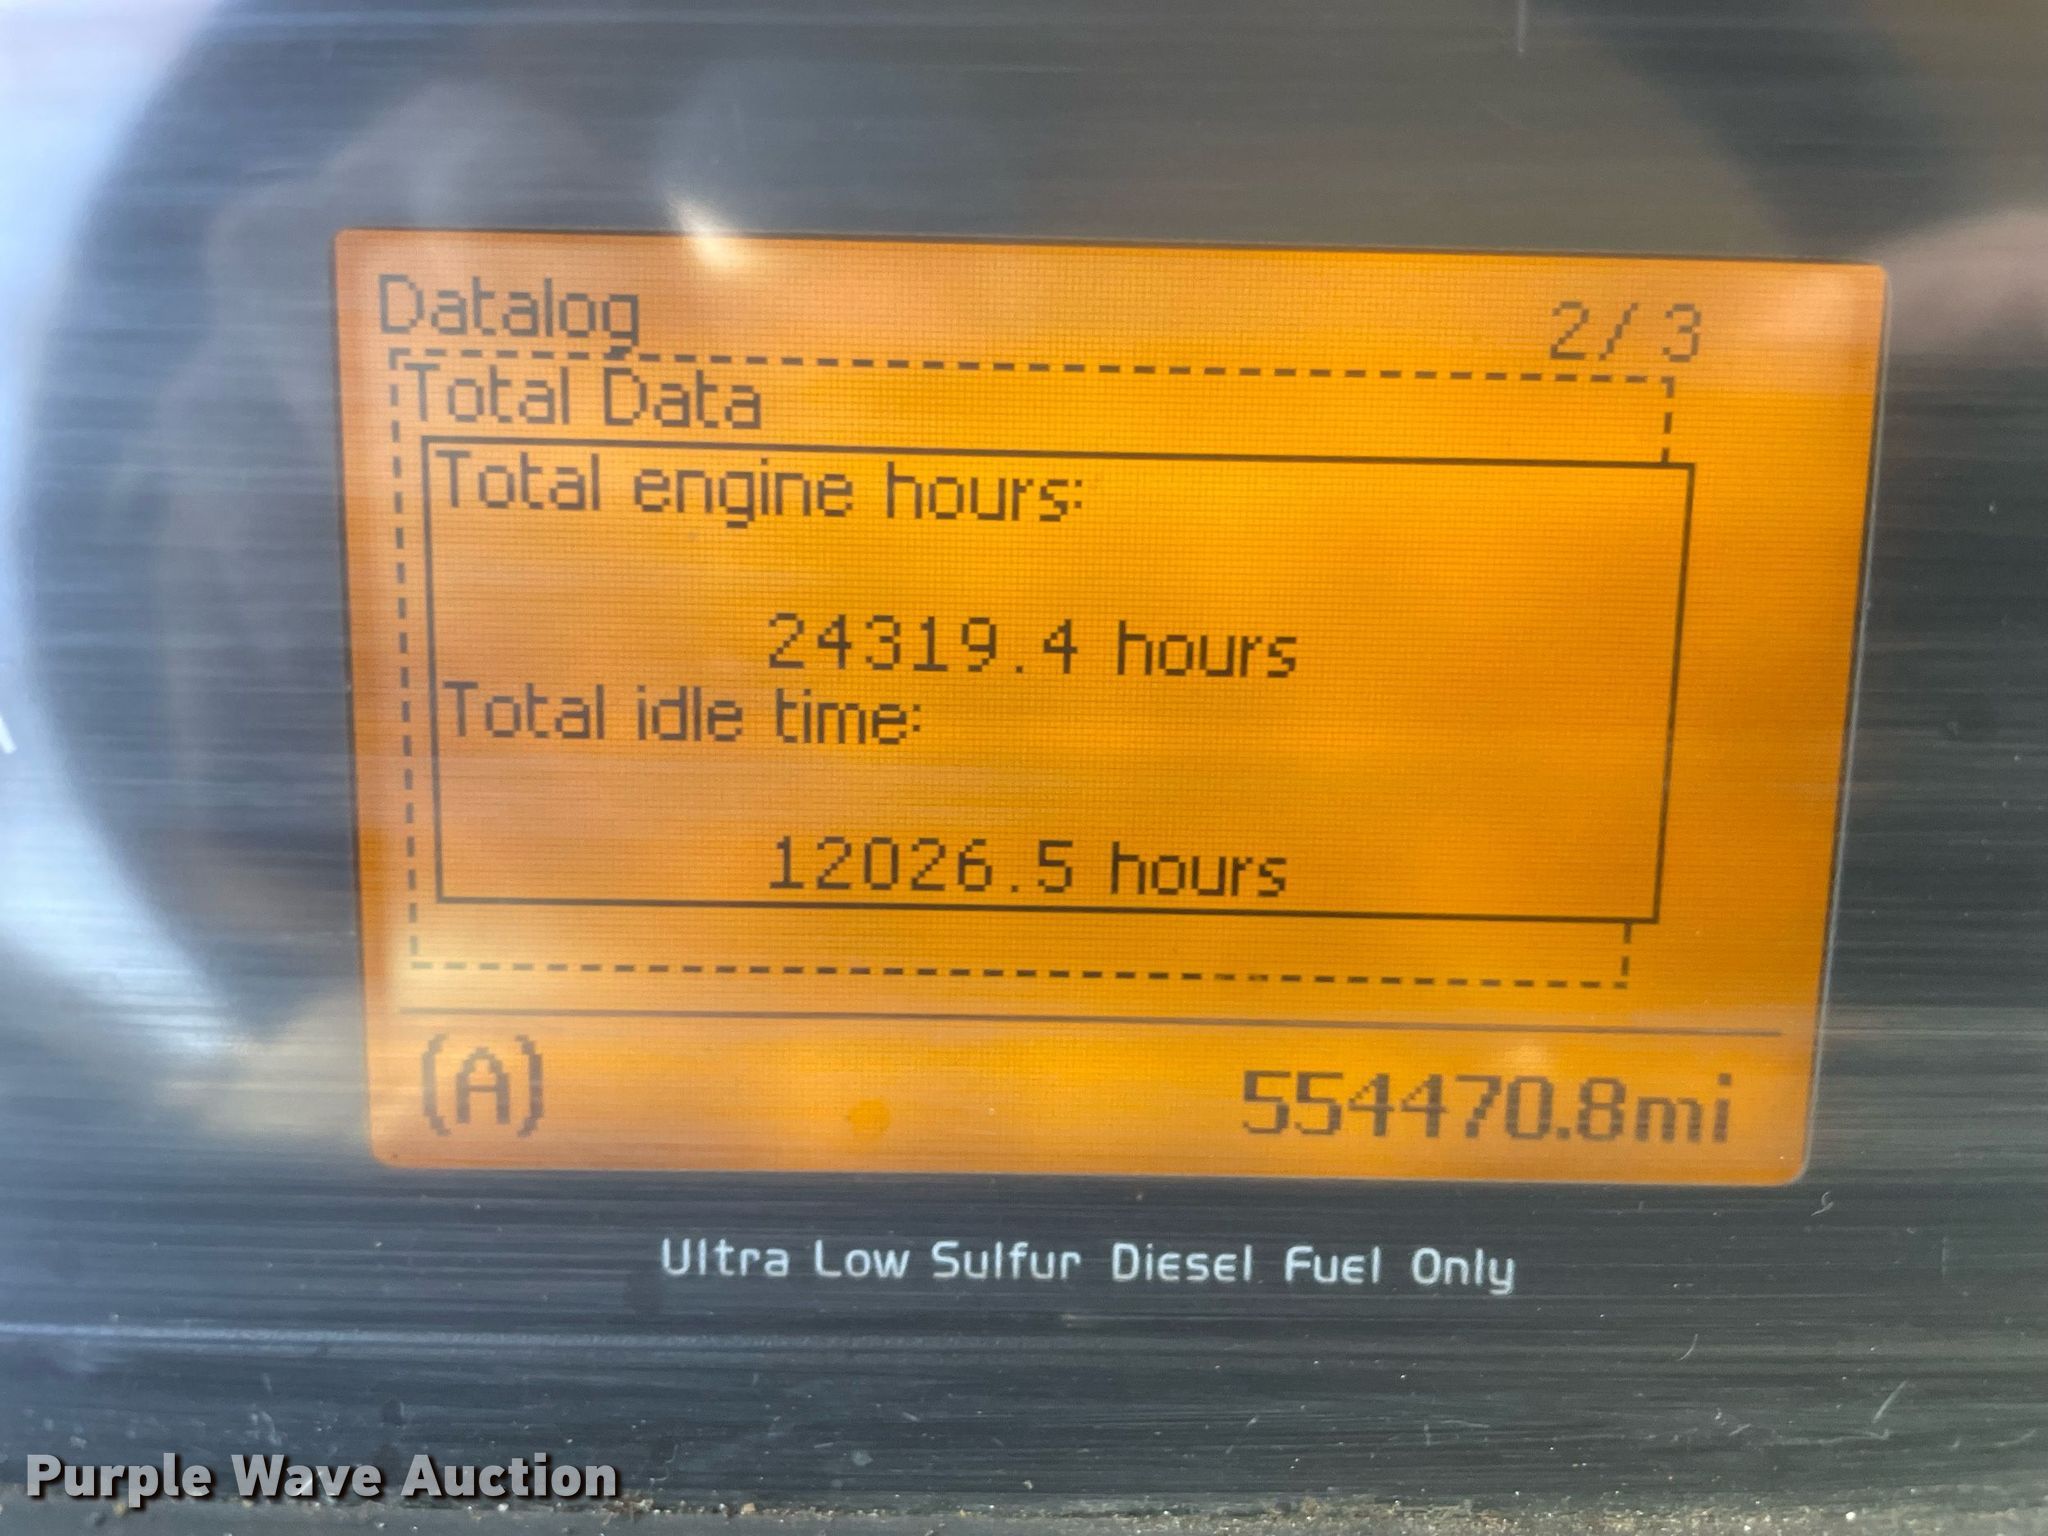 Datalog 2/3
Total Data
Total engine hours:
24319.4 hours
Total idle time:
12026.5 hours
(A) 554470.8mi
Ultra Low Sulfur Diesel Fuel Only
Purple Wave Auction